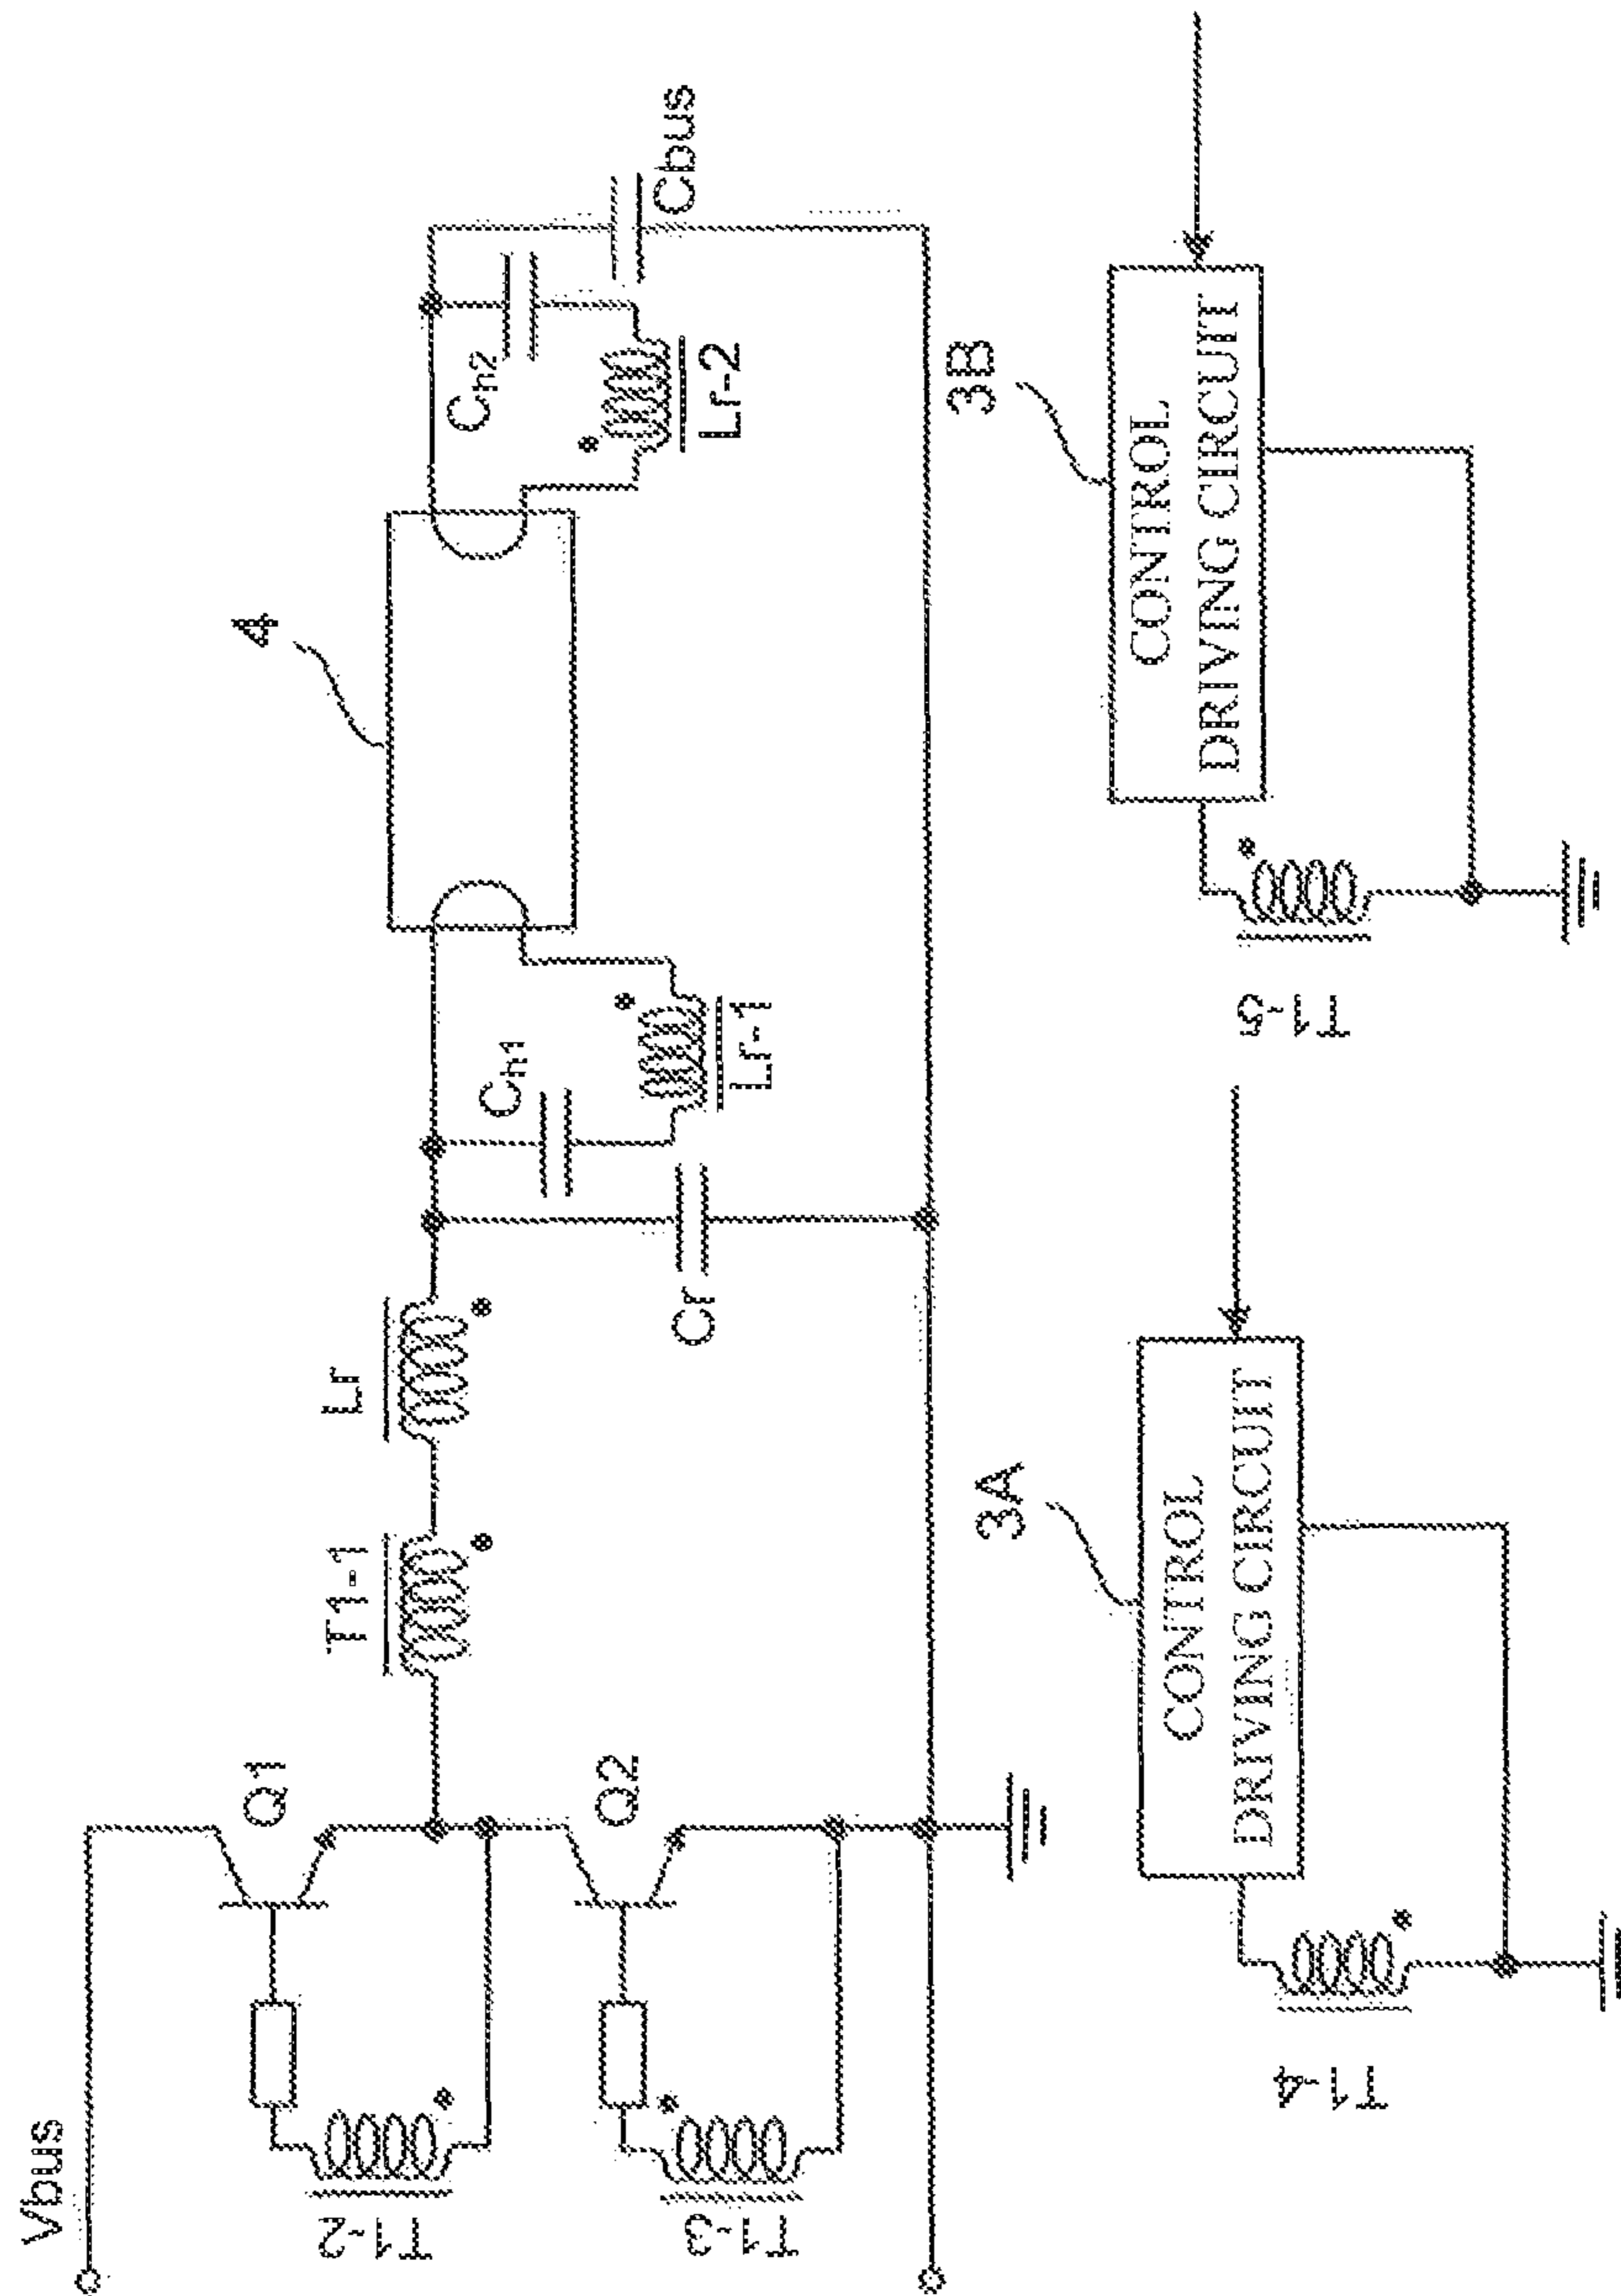 Vbus
Q1
T1-2
Q2
T1-3
T1-1
Lr
Cr
Ch1
Lr-1
4
Ch2
Lr-2
Cbus
3A
CONTROL
DRIVING CIRCUIT
T1-4
3B
CONTROL
DRIVING CIRCUIT
T1-5